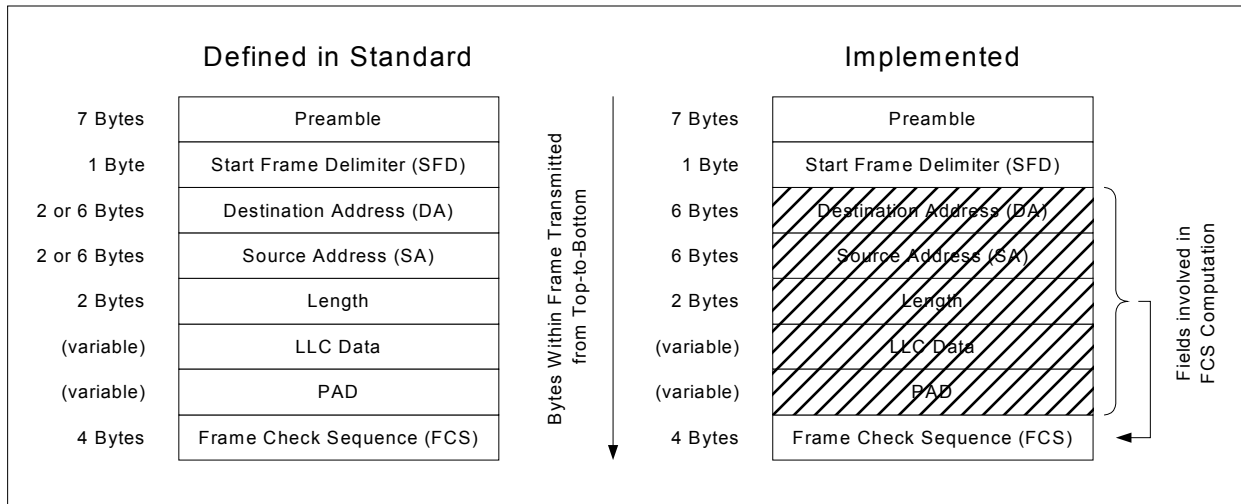 Defined in Standard
7 Bytes Preamble
1 Byte Start Frame Delimiter (SFD)
2 or 6 Bytes Destination Address (DA)
2 or 6 Bytes Source Address (SA)
2 Bytes Length
(variable) LLC Data
(variable) PAD
4 Bytes Frame Check Sequence (FCS)
Bytes Within Frame Transmitted
from Top-to-Bottom
Implemented
7 Bytes Preamble
1 Byte Start Frame Delimiter (SFD)
6 Bytes Destination Address (DA)
6 Bytes Source Address (SA)
2 Bytes Length
(variable) LLC Data
(variable) PAD
4 Bytes Frame Check Sequence (FCS)
Fields involved in
FCS Computation